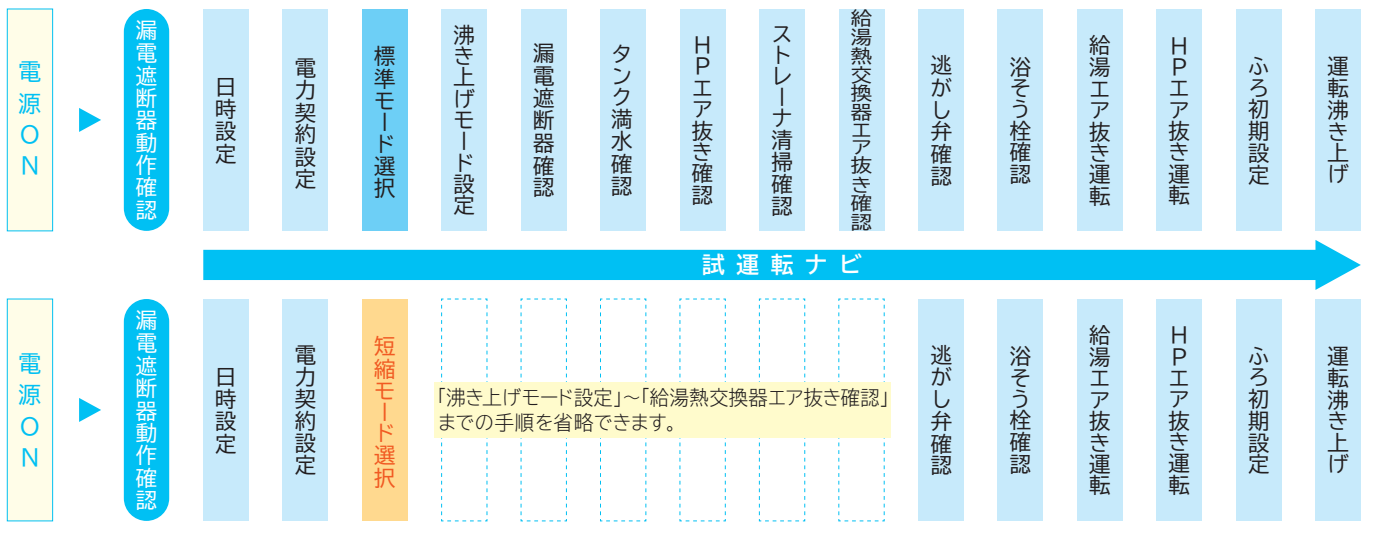 電源ON
漏電遮断器動作確認
日時設定
電力契約設定
標準モード選択
沸き上げモード設定
漏電遮断器確認
タンク満水確認
HPエア抜き確認
ストレーナ清掃確認
給湯熱交換器エア抜き確認
逃がし弁確認
浴そう栓確認
給湯エア抜き運転
HPエア抜き運転
ふろ初期設定
運転沸き上げ
試運転ナビ
電源ON
漏電遮断器動作確認
日時設定
電力契約設定
短縮モード選択
「沸き上げモード設定」～「給湯熱交換器エア抜き確認」
までの手順を省略できます。
逃がし弁確認
浴そう栓確認
給湯エア抜き運転
HPエア抜き運転
ふろ初期設定
運転沸き上げ